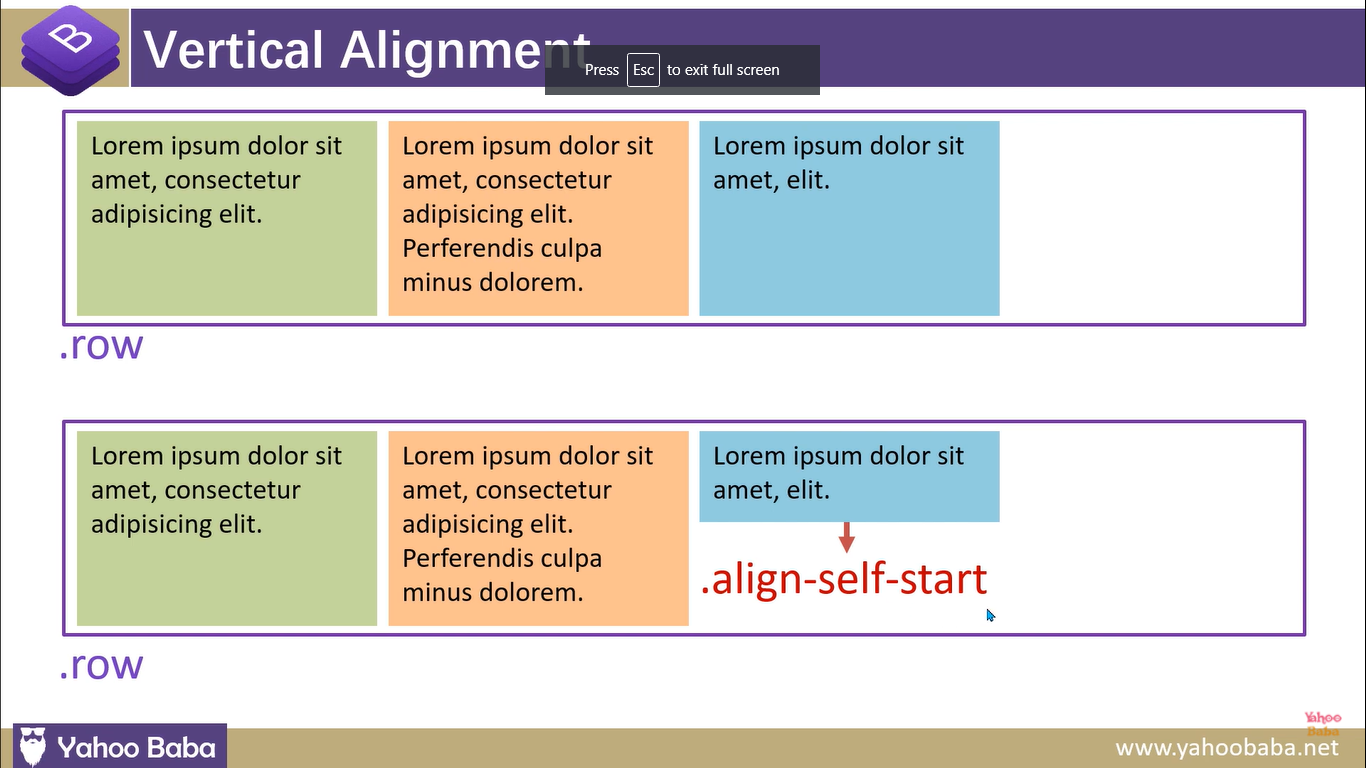 B
Vertical Alignment
Press Esc to exit full screen
Lorem ipsum dolor sit
amet, consectetur
adipisicing elit.
Lorem ipsum dolor sit
amet, consectetur
adipisicing elit.
Perferendis culpa
minus dolorem.
Lorem ipsum dolor sit
amet, elit.
.row
Lorem ipsum dolor sit
amet, consectetur
adipisicing elit.
Lorem ipsum dolor sit
amet, consectetur
adipisicing elit.
Perferendis culpa
minus dolorem.
Lorem ipsum dolor sit
amet, elit.
.align-self-start
.row
Yahoo Baba
Yahoo
Baba
www.yahoobaba.net